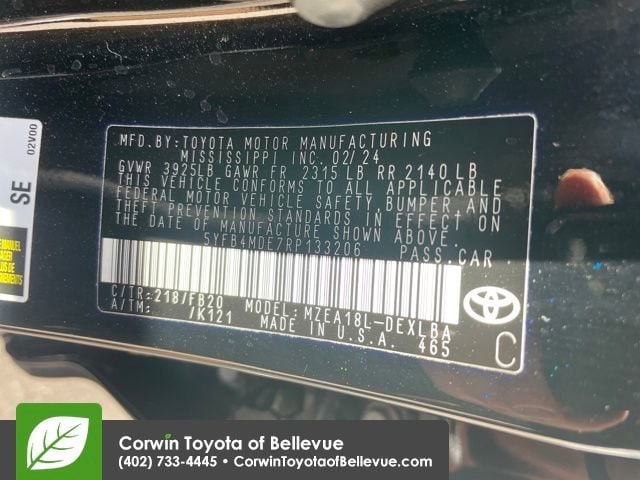 MFD.BY:TOYOTA MOTOR MANUFACTURING
MISSISSIPPI INC. 02/24
GVWR 3925LB GAWR FR 2315 LB RR 2140 LB
THIS VEHICLE CONFORMS TO ALL APPLICABLE
FEDERAL MOTOR VEHICLE SAFETY, BUMPER, AND
THEFT PREVENTION STANDARDS IN EFFECT ON
THE DATE OF MANUFACTURE SHOWN ABOVE.
5YFB4MDE7RP133206 PASS.CAR
C/TR:218/FB20 MODEL:MZEA18L-DEXLBA
A/TM: /K121 MADE IN U.S.A. 465
C
SE
02V00
Corwin Toyota of Bellevue
(402) 733-4445 • CorwinToyotaofBellevue.com